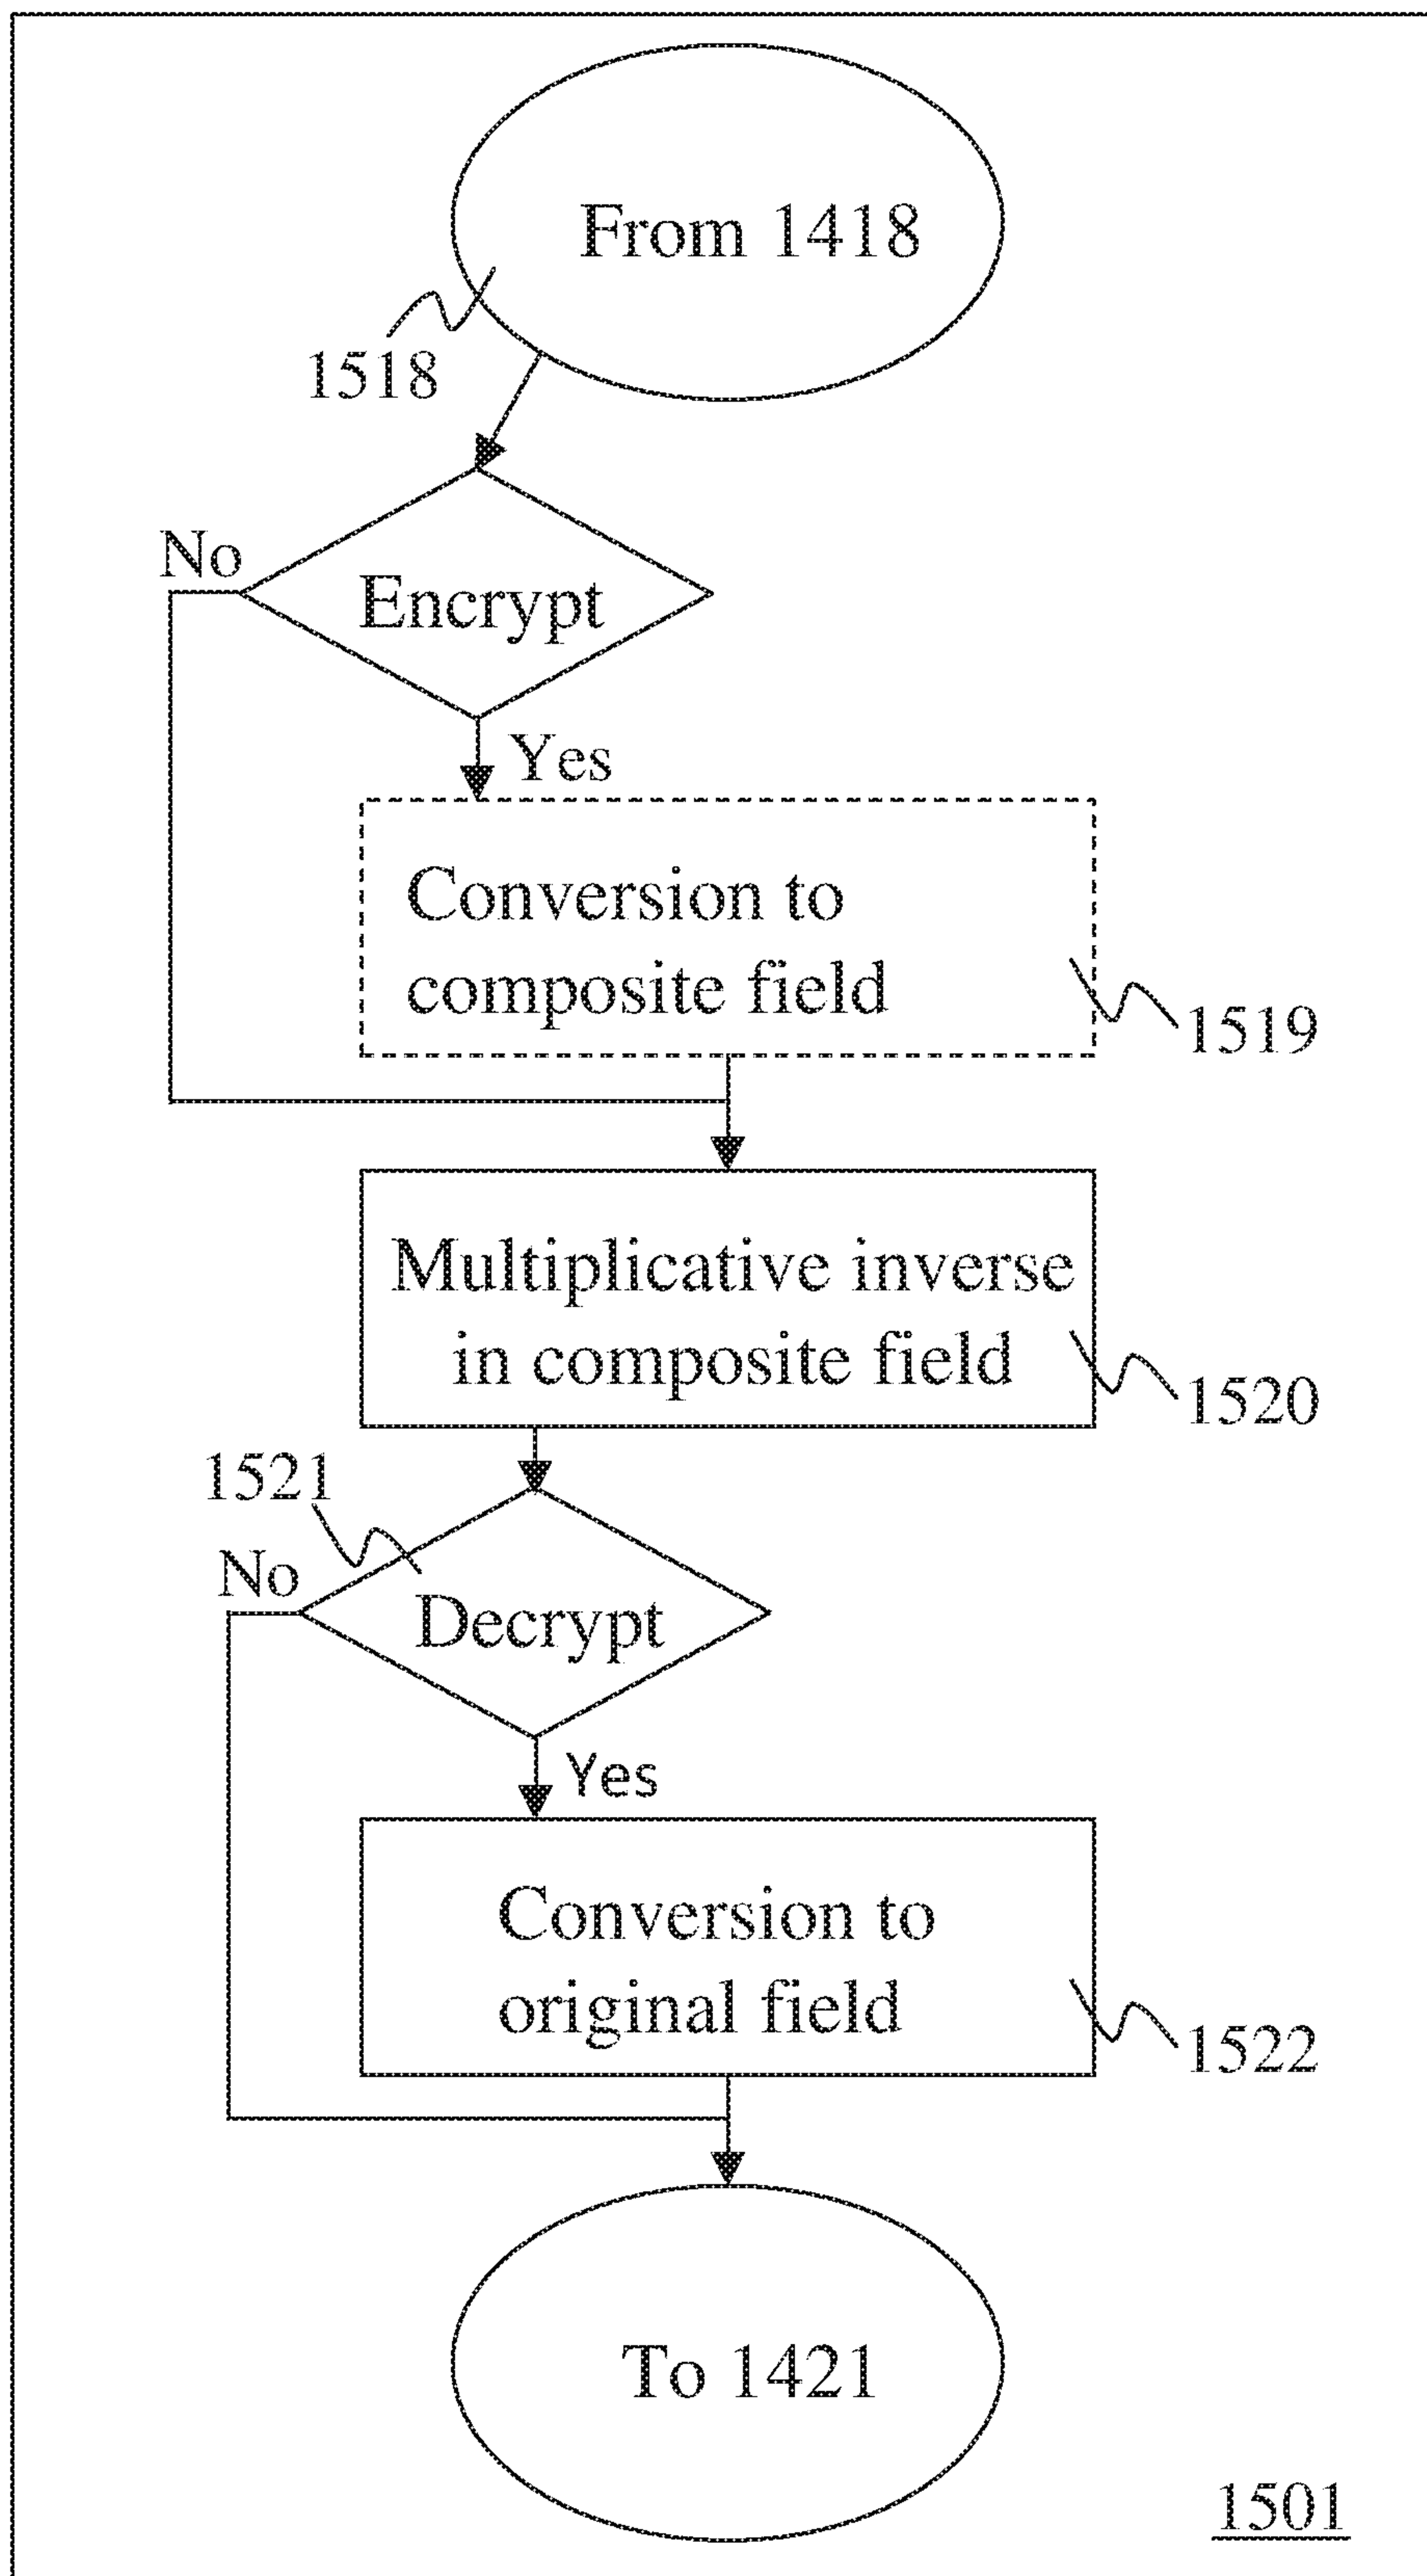 From 1418
1518
No
Encrypt
Yes
Conversion to
composite field
1519
Multiplicative inverse
in composite field
1520
1521
No
Decrypt
Yes
Conversion to
original field
1522
To 1421
1501